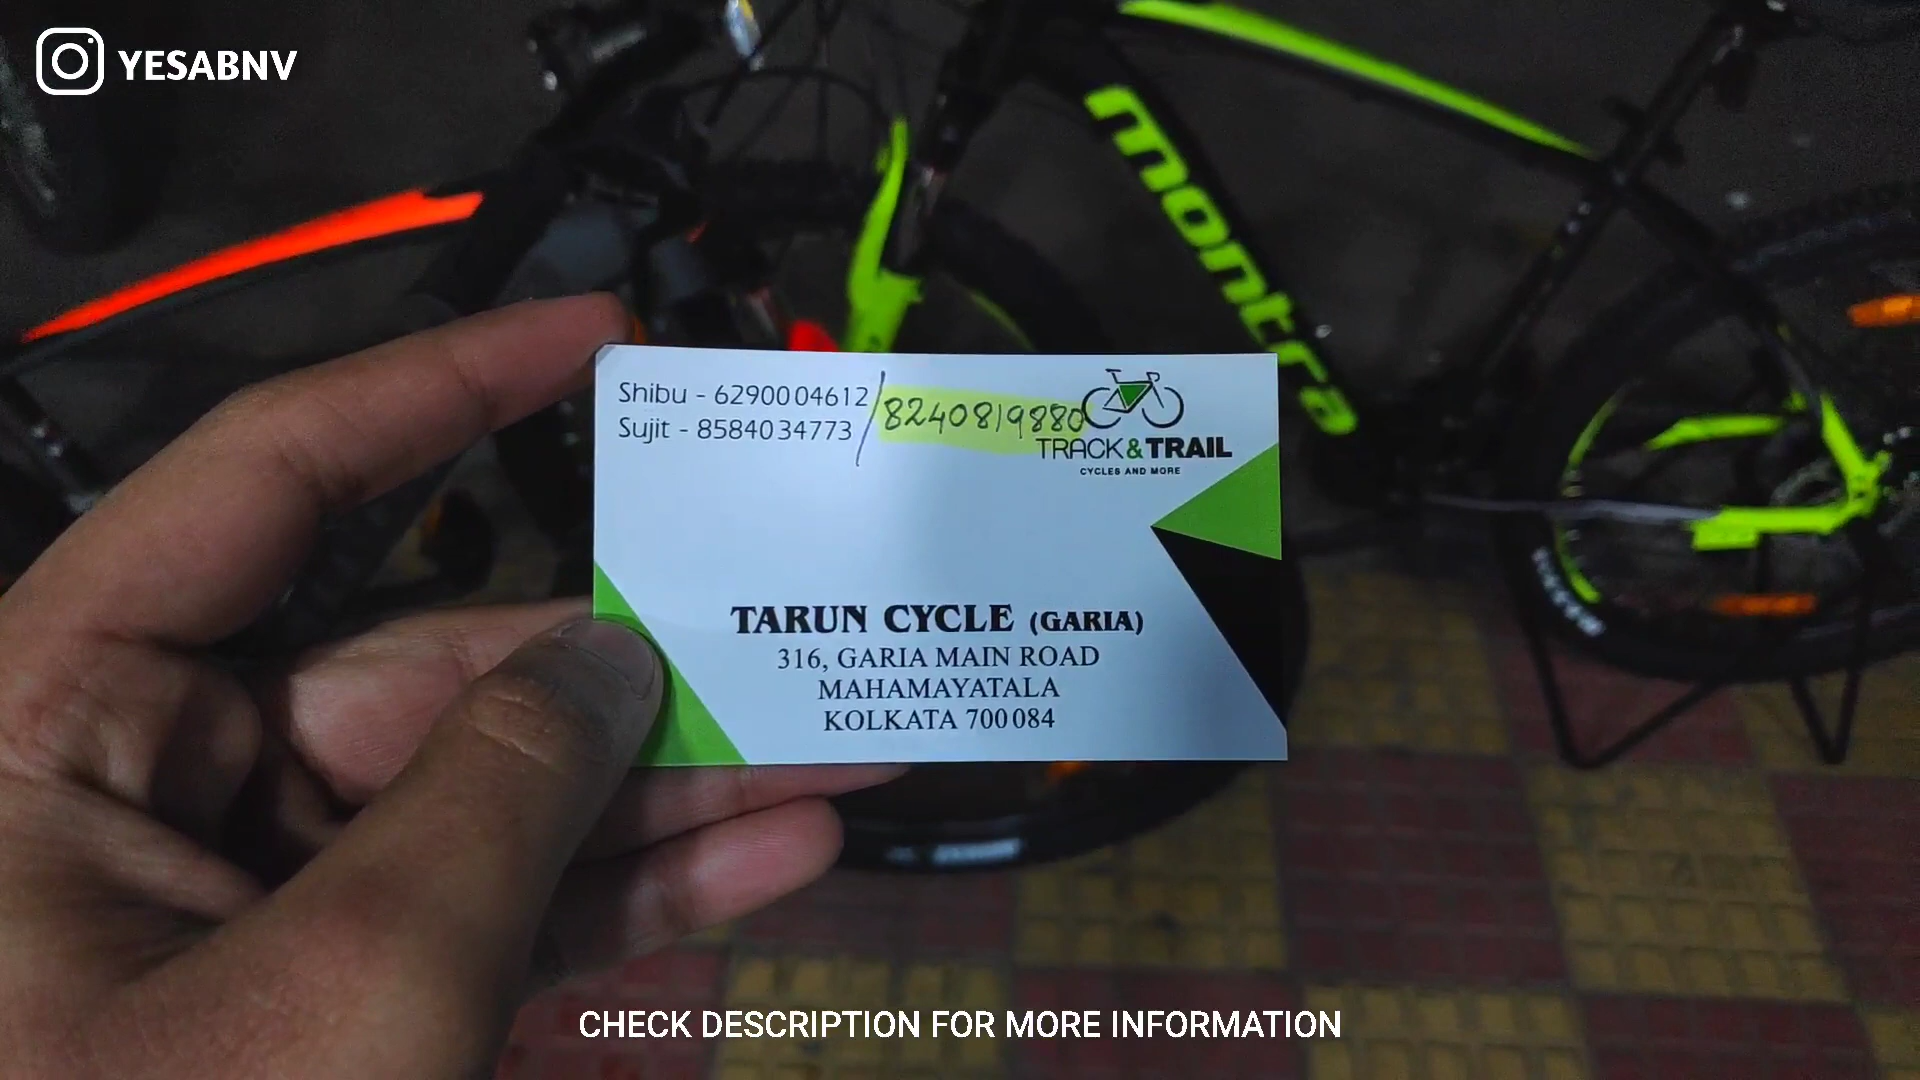 YESABNV
montra
Shibu - 6290004612
Sujit - 8584034773
/8240819880
TRACK&TRAIL
CYCLES AND MORE
TARUN CYCLE (GARIA)
316, GARIA MAIN ROAD
MAHAMAYATALA
KOLKATA 700084
CHECK DESCRIPTION FOR MORE INFORMATION